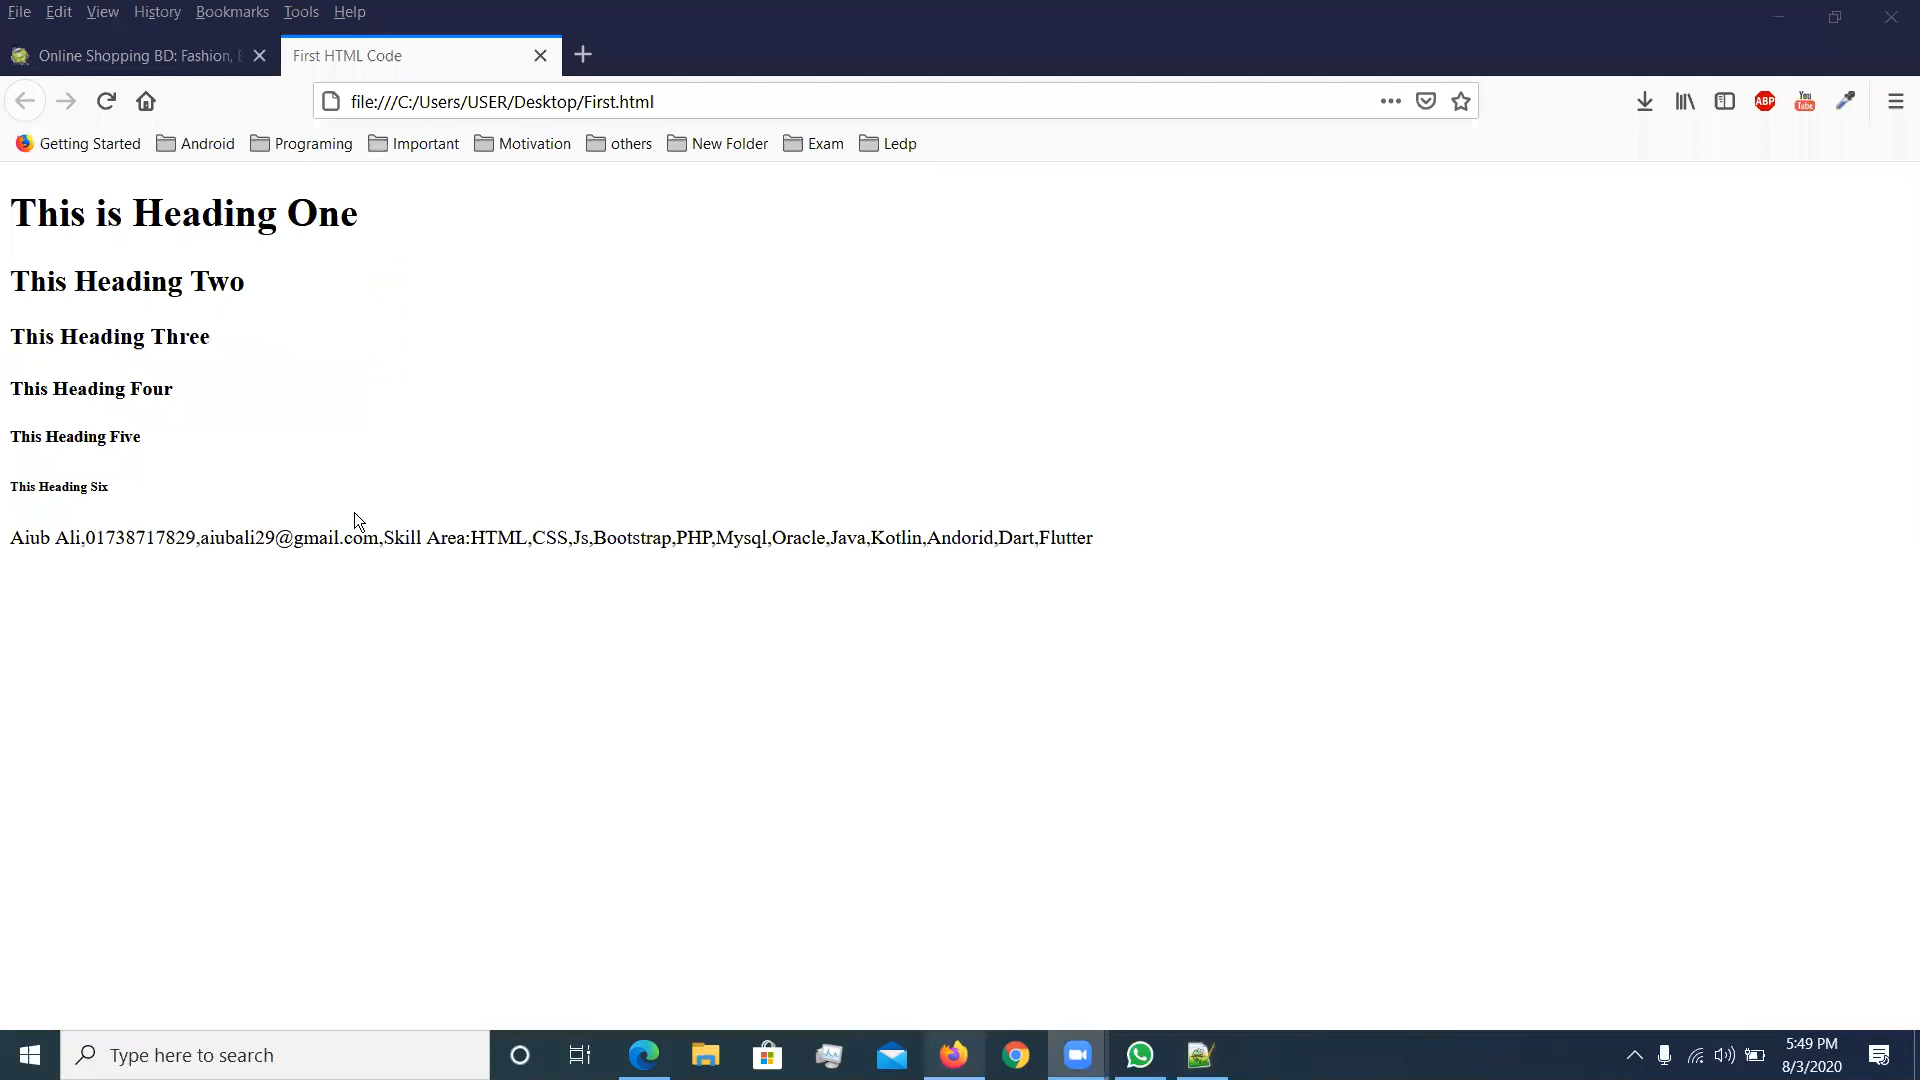 File Edit View History Bookmarks Tools Help
Online Shopping BD: Fashion,
First HTML Code
file:///C:/Users/USER/Desktop/First.html
ABP
You Tube
Getting Started Android Programing Important Motivation others New Folder Exam Ledp
This is Heading One
This Heading Two
This Heading Three
This Heading Four
This Heading Five
This Heading Six
Aiub Ali,01738717829,aiubali29@gmail.com,Skill Area:HTML,CSS,Js,Bootstrap,PHP,Mysql,Oracle,Java,Kotlin,Andorid,Dart,Flutter
Type here to search
5:49 PM
8/3/2020